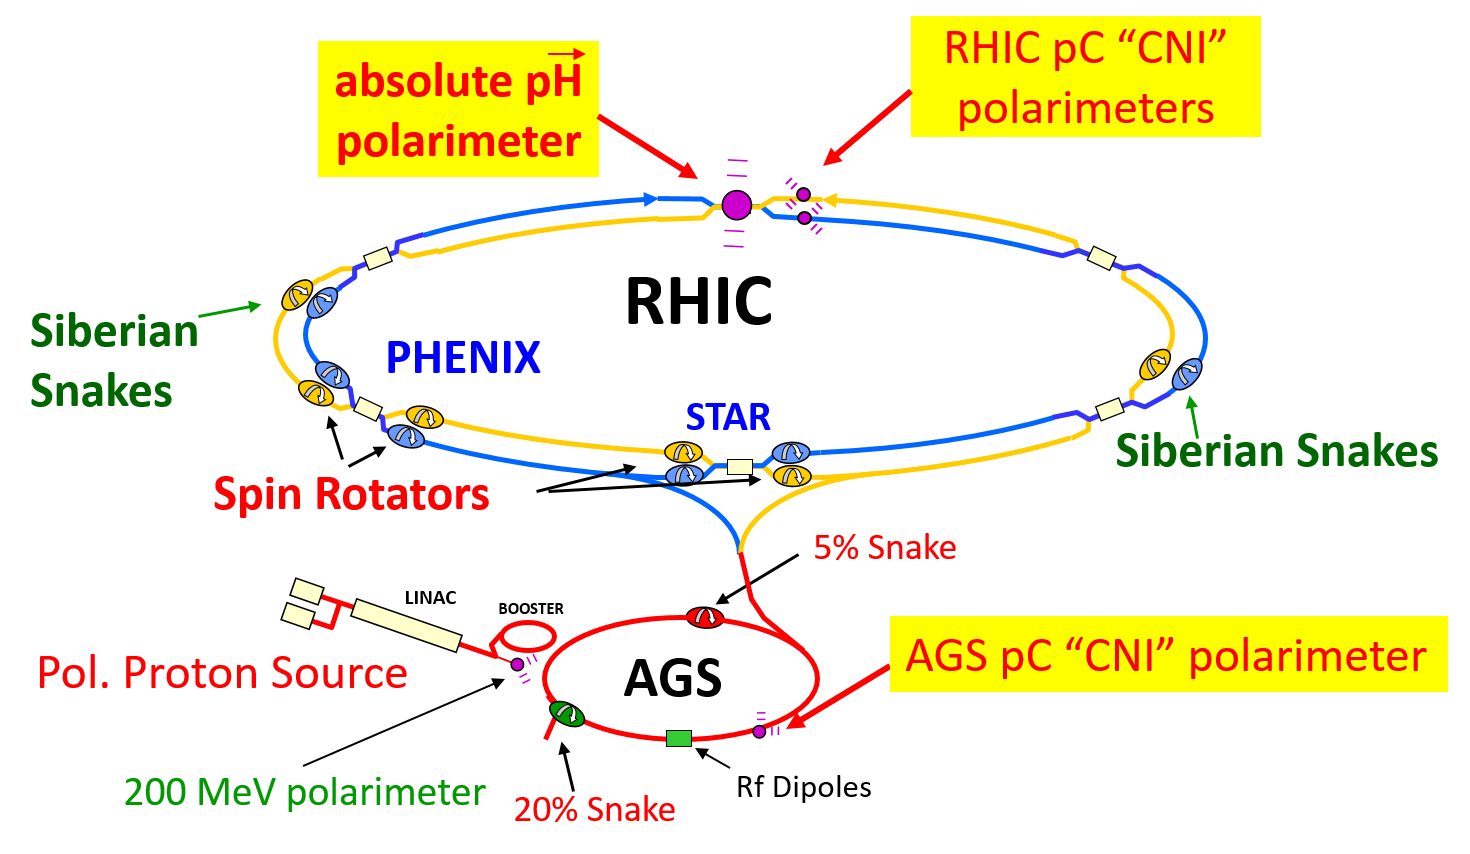 absolute pH
polarimeter
RHIC pC “CNI”
polarimeters
RHIC
Siberian
Snakes
PHENIX
STAR
Siberian Snakes
Spin Rotators
5% Snake
LINAC
BOOSTER
Pol. Proton Source
AGS
AGS pC “CNI” polarimeter
200 MeV polarimeter
20% Snake
Rf Dipoles